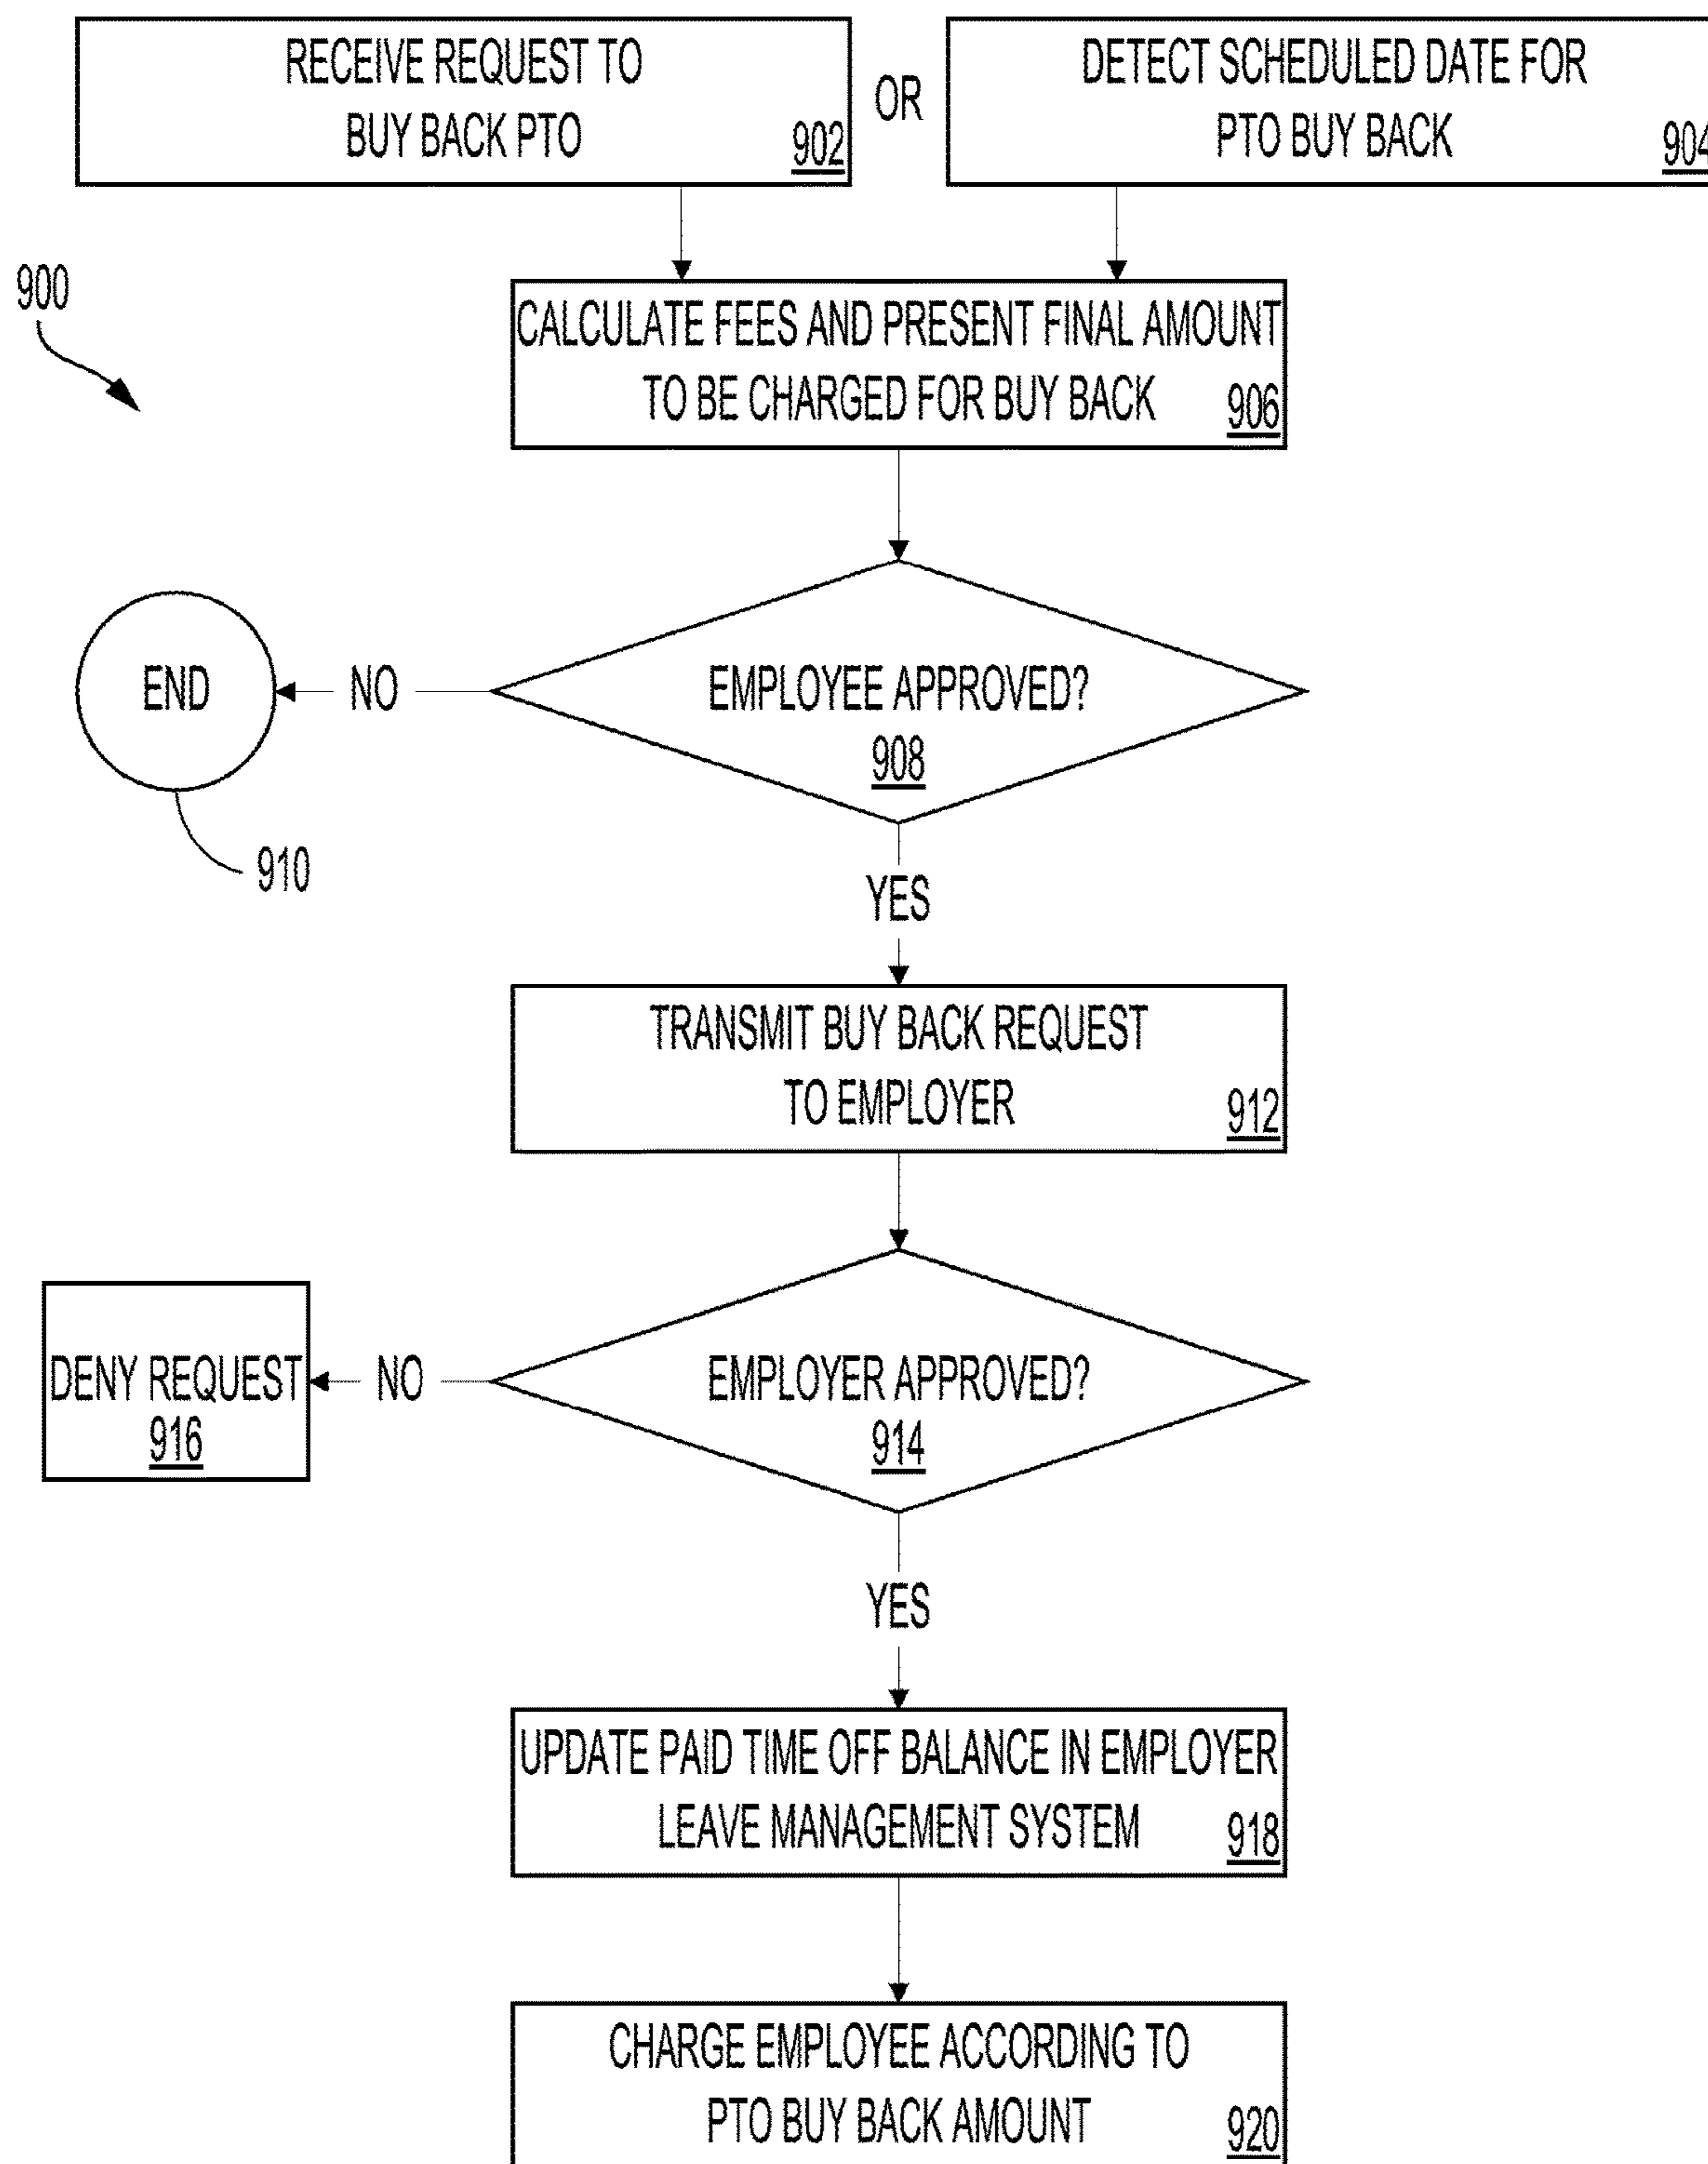 RECEIVE REQUEST TO
BUY BACK PTO
902
OR
DETECT SCHEDULED DATE FOR
PTO BUY BACK
904
900
CALCULATE FEES AND PRESENT FINAL AMOUNT
TO BE CHARGED FOR BUY BACK
906
EMPLOYEE APPROVED?
908
NO
END
910
YES
TRANSMIT BUY BACK REQUEST
TO EMPLOYER
912
EMPLOYER APPROVED?
914
NO
DENY REQUEST
916
YES
UPDATE PAID TIME OFF BALANCE IN EMPLOYER
LEAVE MANAGEMENT SYSTEM
918
CHARGE EMPLOYEE ACCORDING TO
PTO BUY BACK AMOUNT
920